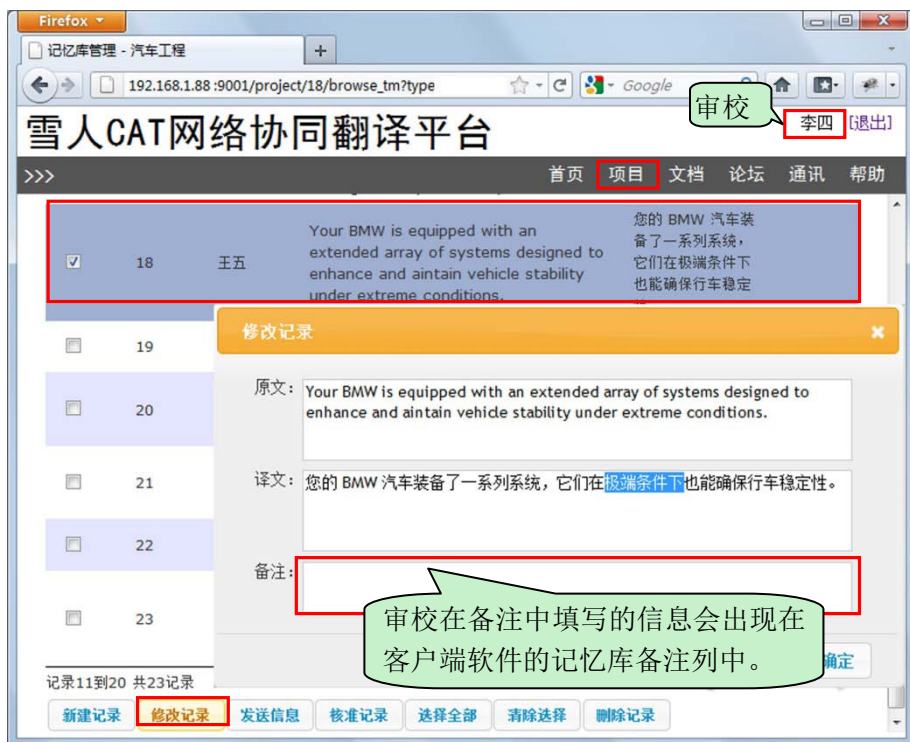 Firefox
记忆库管理 - 汽车工程
192.168.1.88:9001/project/18/browse_tm?type
Google
审校
雪人CAT网络协同翻译平台
李四 [退出]
>>> 首页 项目 文档 论坛 通讯 帮助
18 王五
Your BMW is equipped with an
extended array of systems designed to
enhance and aintain vehicle stability
under extreme conditions.
您的 BMW 汽车装
备了一系列系统,
它们在极端条件下
也能确保行车稳定
修改记录
19
20
21
22
23
原文:
Your BMW is equipped with an extended array of systems designed to
enhance and aintain vehicle stability under extreme conditions.
译文:
您的 BMW 汽车装备了一系列系统,它们在极端条件下也能确保行车稳定性。
备注:
审校在备注中填写的信息会出现在
客户端软件的记忆库备注列中。
确定
记录11到20 共23记录
新建记录 修改记录 发送信息 核准记录 选择全部 清除选择 删除记录